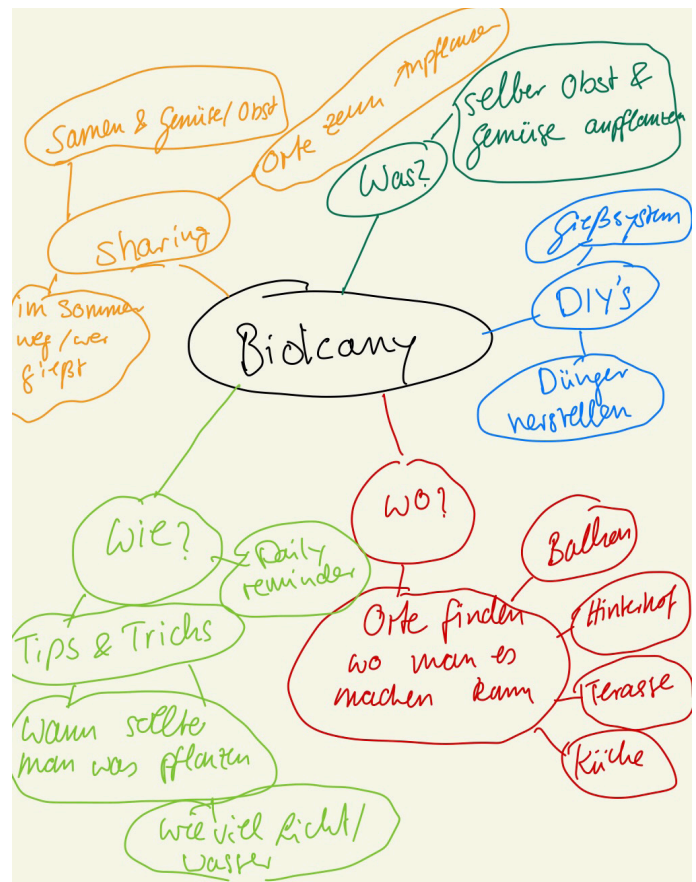 Orte zum Anpflanzen
Samen & Gemüse/Obst
sharing
im Sommer
weg/wer
gießt
Was?
selber Obst &
Gemüse anpflanzen
Gießsystem
DIY's
Dünger
herstellen
Biolcany
Wie?
Daily
reminder
Tips & Tricks
wann sollte
man was pflanzen
wie viel Licht/
wasser
WO?
Orte finden
wo man es
machen kann
Balkon
Hinterhof
Terasse
Küche